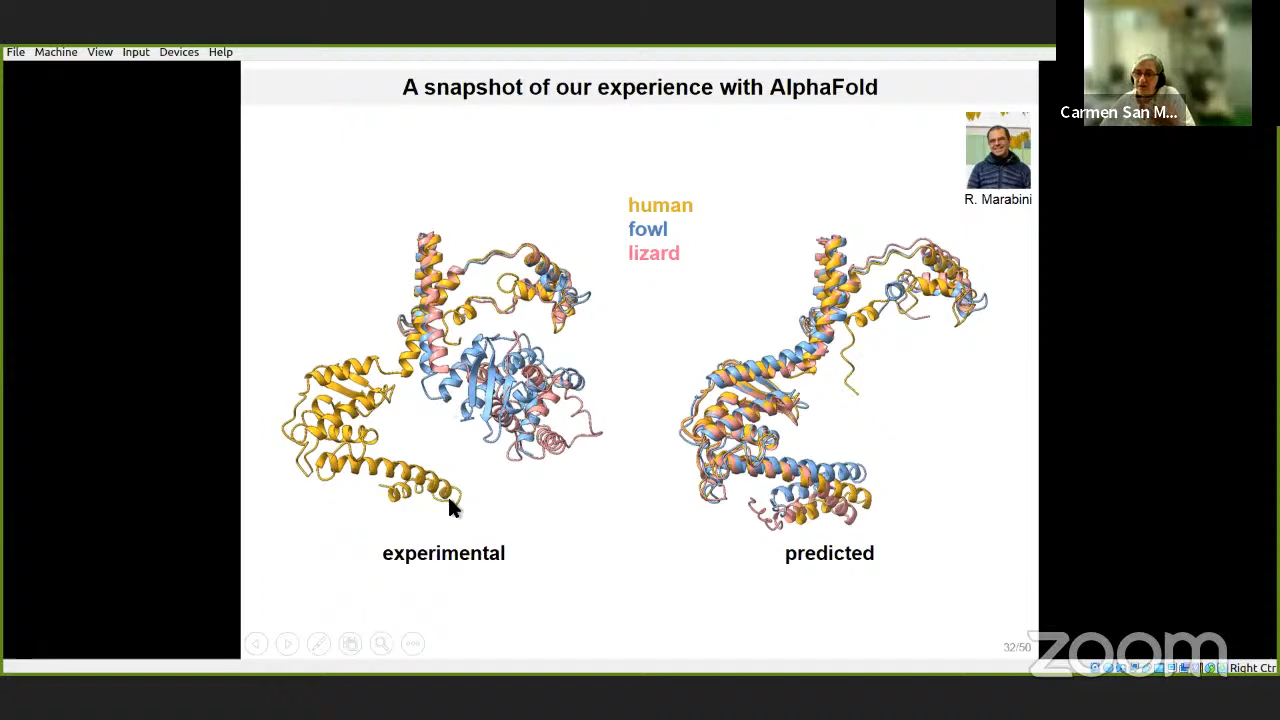 File Machine View Input Devices Help
A snapshot of our experience with AlphaFold
Carmen San M...
R. Marabini
human
fowl
lizard
experimental
predicted
32/50
zoom
Right Ctr